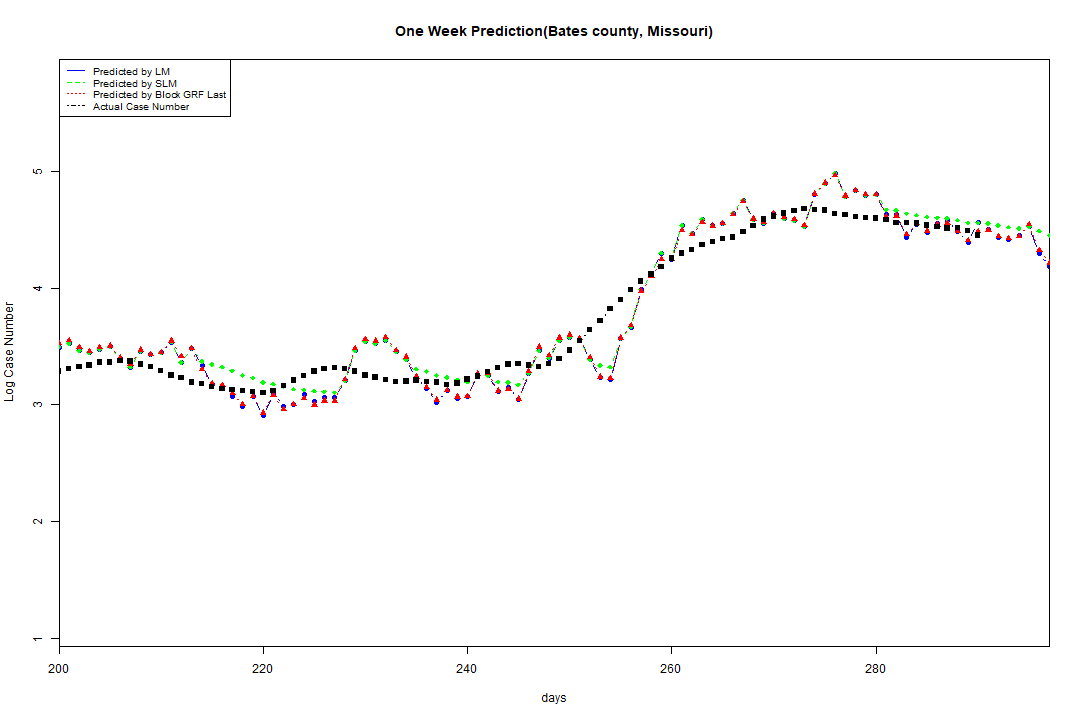 One Week Prediction(Bates county, Missouri)
Predicted by LM
Predicted by SLM
Predicted by Block GRF Last
Actual Case Number
5
4
3
2
1
Log Case Number
200 220 240 260 280
days